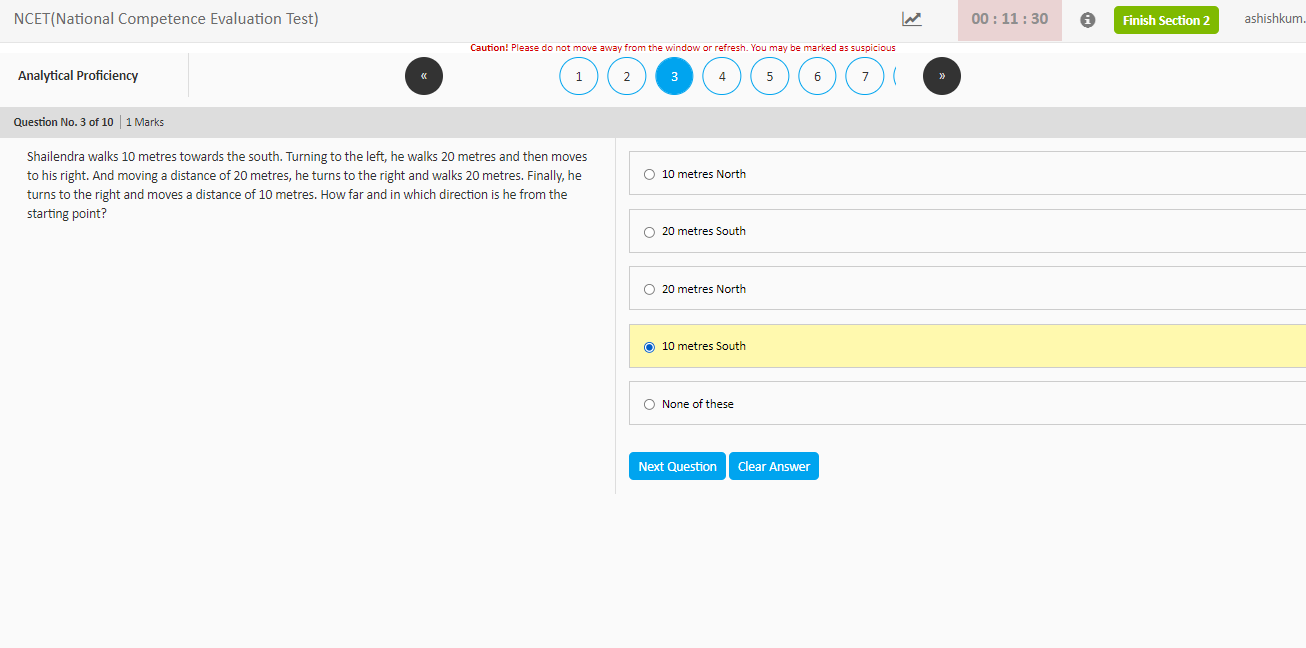 NCET(National Competence Evaluation Test)
00 : 11 : 30
Finish Section 2
ashishkum.
Caution! Please do not move away from the window or refresh. You may be marked as suspicious
Analytical Proficiency
«
1
2
3
4
5
6
7
»
Question No. 3 of 10 | 1 Marks
Shailendra walks 10 metres towards the south. Turning to the left, he walks 20 metres and then moves
to his right. And moving a distance of 20 metres, he turns to the right and walks 20 metres. Finally, he
turns to the right and moves a distance of 10 metres. How far and in which direction is he from the
starting point?
10 metres North
20 metres South
20 metres North
10 metres South
None of these
Next Question
Clear Answer